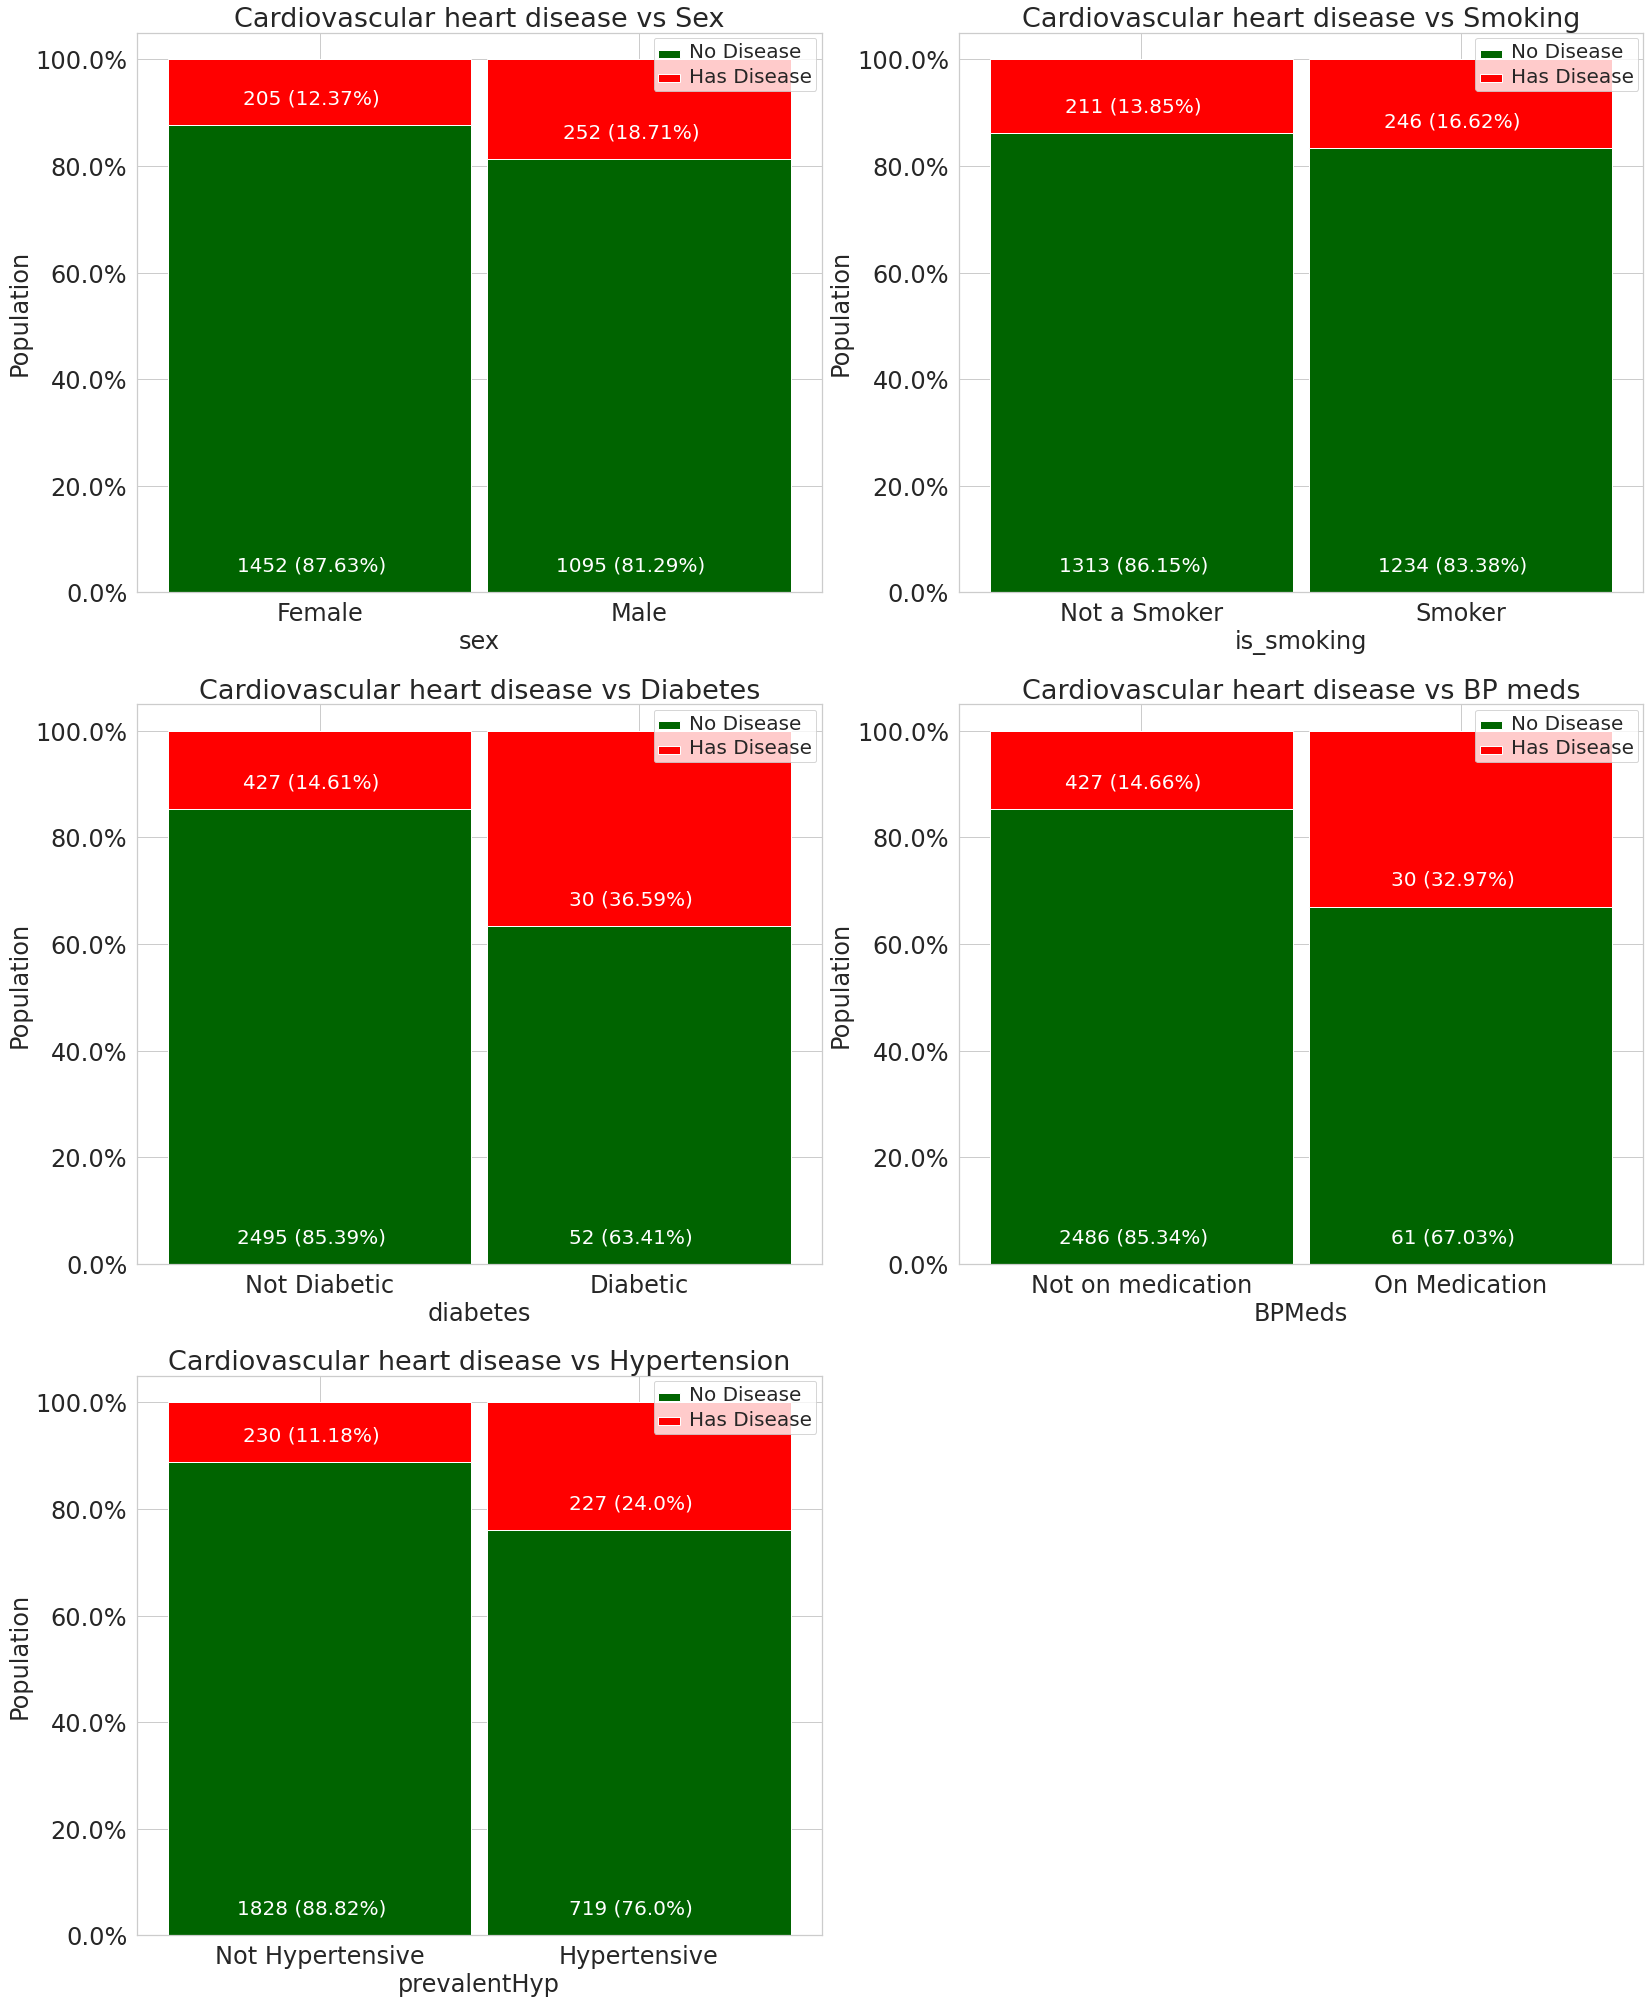 Cardiovascular heart disease vs Sex
No Disease
Has Disease
100.0%
80.0%
60.0%
40.0%
20.0%
0.0%
Population
205 (12.37%)
252 (18.71%)
1452 (87.63%)
1095 (81.29%)
Female
Male
sex
Cardiovascular heart disease vs Smoking
No Disease
Has Disease
100.0%
80.0%
60.0%
40.0%
20.0%
0.0%
Population
211 (13.85%)
246 (16.62%)
1313 (86.15%)
1234 (83.38%)
Not a Smoker
Smoker
is_smoking
Cardiovascular heart disease vs Diabetes
No Disease
Has Disease
100.0%
80.0%
60.0%
40.0%
20.0%
0.0%
Population
427 (14.61%)
30 (36.59%)
2495 (85.39%)
52 (63.41%)
Not Diabetic
Diabetic
diabetes
Cardiovascular heart disease vs BP meds
No Disease
Has Disease
100.0%
80.0%
60.0%
40.0%
20.0%
0.0%
Population
427 (14.66%)
30 (32.97%)
2486 (85.34%)
61 (67.03%)
Not on medication
On Medication
BPMeds
Cardiovascular heart disease vs Hypertension
No Disease
Has Disease
100.0%
80.0%
60.0%
40.0%
20.0%
0.0%
Population
230 (11.18%)
227 (24.0%)
1828 (88.82%)
719 (76.0%)
Not Hypertensive
Hypertensive
prevalentHyp